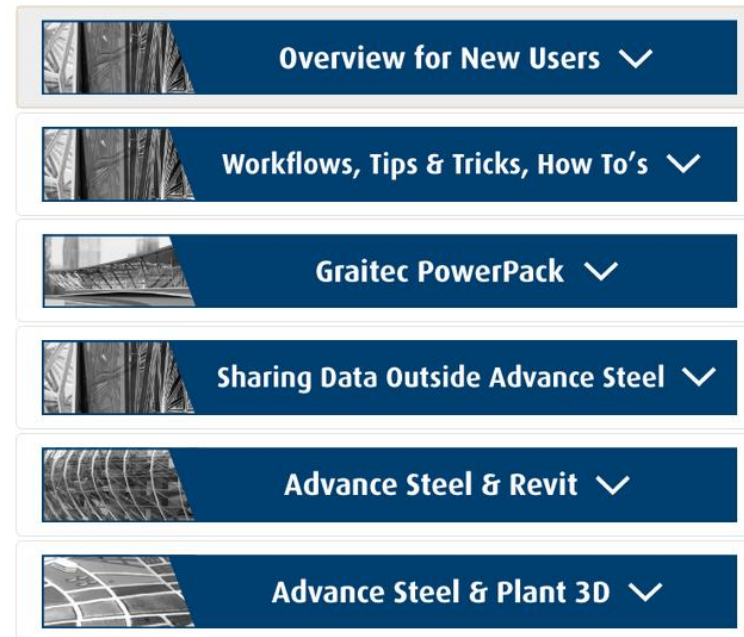 Overview for New Users
Workflows, Tips & Tricks, How To's
Graitec PowerPack
Sharing Data Outside Advance Steel
Advance Steel & Revit
Advance Steel & Plant 3D